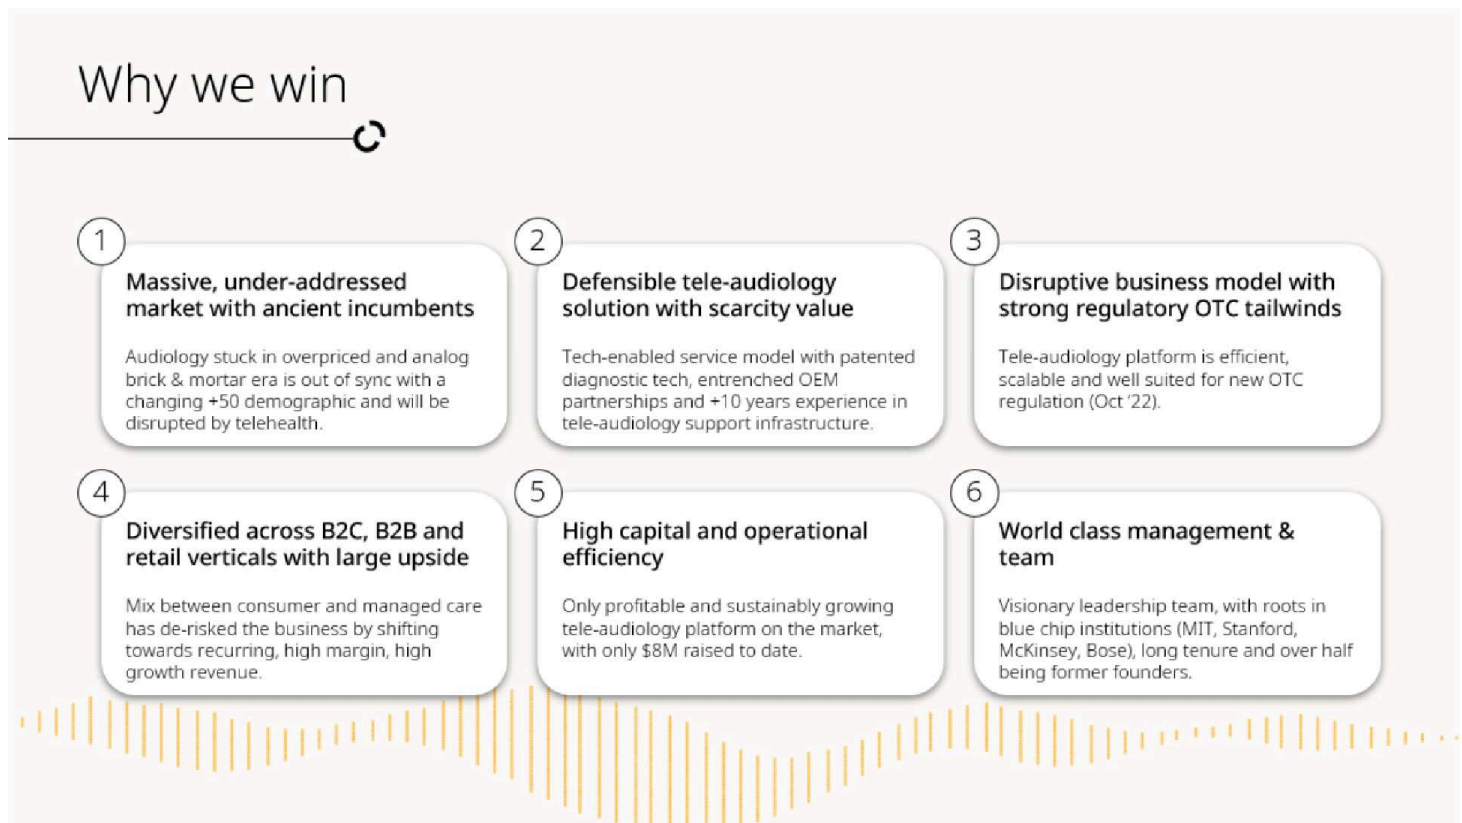 Why we win
1
Massive, under-addressed
market with ancient incumbents
Audiology stuck in overpriced and analog
brick & mortar era is out of sync with a
changing +50 demographic and will be
disrupted by telehealth.
2
Defensible tele-audiology
solution with scarcity value
Tech-enabled service model with patented
diagnostic tech, entrenched OEM
partnerships and +10 years experience in
tele-audiology support infrastructure.
3
Disruptive business model with
strong regulatory OTC tailwinds
Tele-audiology platform is efficient,
scalable and well suited for new OTC
regulation (Oct ‘22).
4
Diversified across B2C, B2B and
retail verticals with large upside
Mix between consumer and managed care
has de-risked the business by shifting
towards recurring, high margin, high
growth revenue.
5
High capital and operational
efficiency
Only profitable and sustainably growing
tele-audiology platform on the market,
with only $8M raised to date.
6
World class management &
team
Visionary leadership team, with roots in
blue chip institutions (MIT, Stanford,
McKinsey, Bose), long tenure and over half
being former founders.